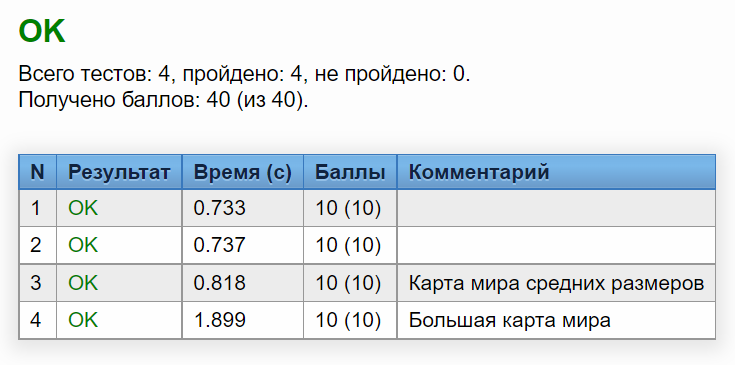 OK
Всего тестов: 4, пройдено: 4, не пройдено: 0.
Получено баллов: 40 (из 40).
N Результат Время (с) Баллы Комментарий
1 OK 0.733 10 (10)
2 OK 0.737 10 (10)
3 OK 0.818 10 (10) Карта мира средних размеров
4 OK 1.899 10 (10) Большая карта мира